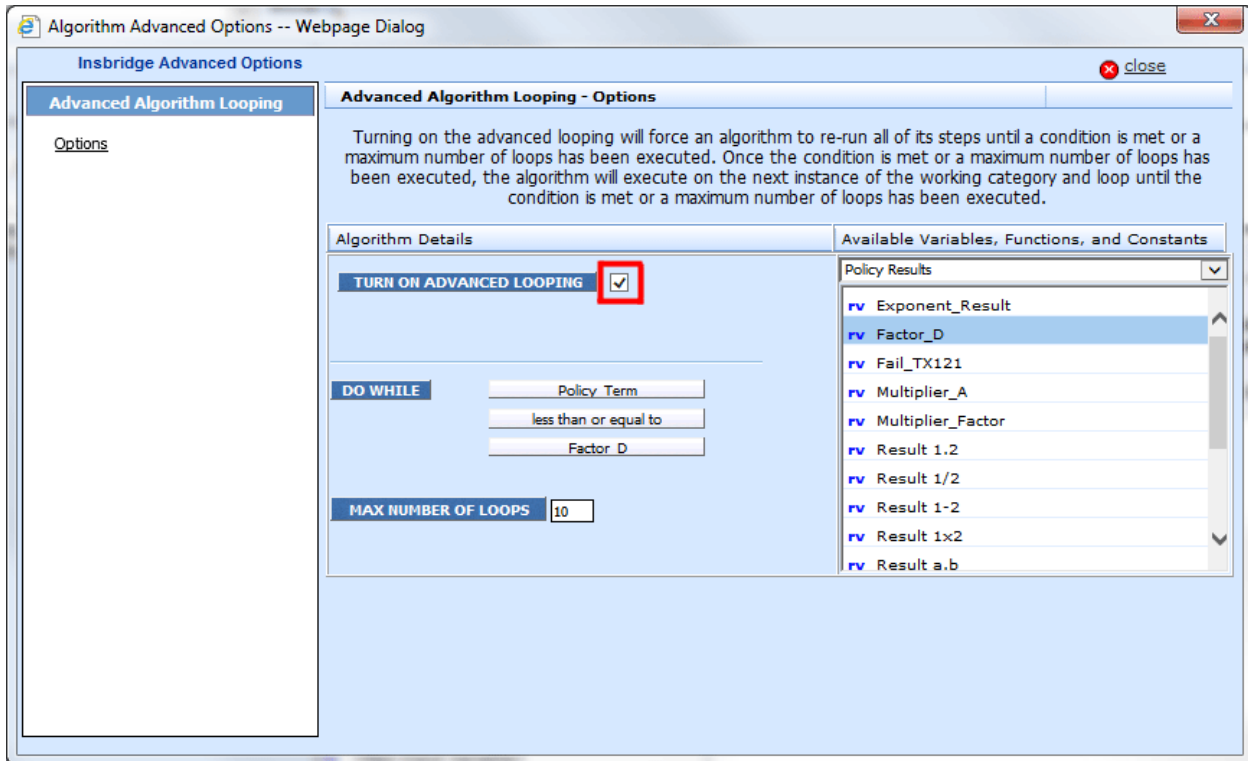 Algorithm Advanced Options -- Webpage Dialog
x
Insbridge Advanced Options
close
Advanced Algorithm Looping
Options
Advanced Algorithm Looping - Options
Turning on the advanced looping will force an algorithm to re-run all of its steps until a condition is met or a
maximum number of loops has been executed. Once the condition is met or a maximum number of loops has
been executed, the algorithm will execute on the next instance of the working category and loop until the
condition is met or a maximum number of loops has been executed.
Algorithm Details
TURN ON ADVANCED LOOPING
DO WHILE
Policy_Term
less than or equal to
Factor_D
MAX NUMBER OF LOOPS 10
Available Variables, Functions, and Constants
Policy Results
rv Exponent_Result
rv Factor_D
rv Fail_TX121
rv Multiplier_A
rv Multiplier_Factor
rv Result 1.2
rv Result 1/2
rv Result 1-2
rv Result 1x2
rv Result a.b